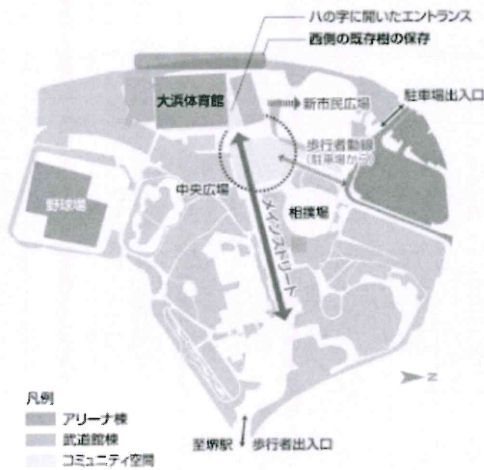 ハの字に開いたエントランス
西側の既存樹の保存
大浜体育館
新市民広場
駐車場出入口
歩行者動線
(駐車場から)
中央広場
野球場
相撲場
メインストリート
N
凡例
アリーナ棟
武道館棟
コミュニティ空間
至堺駅
歩行者出入口